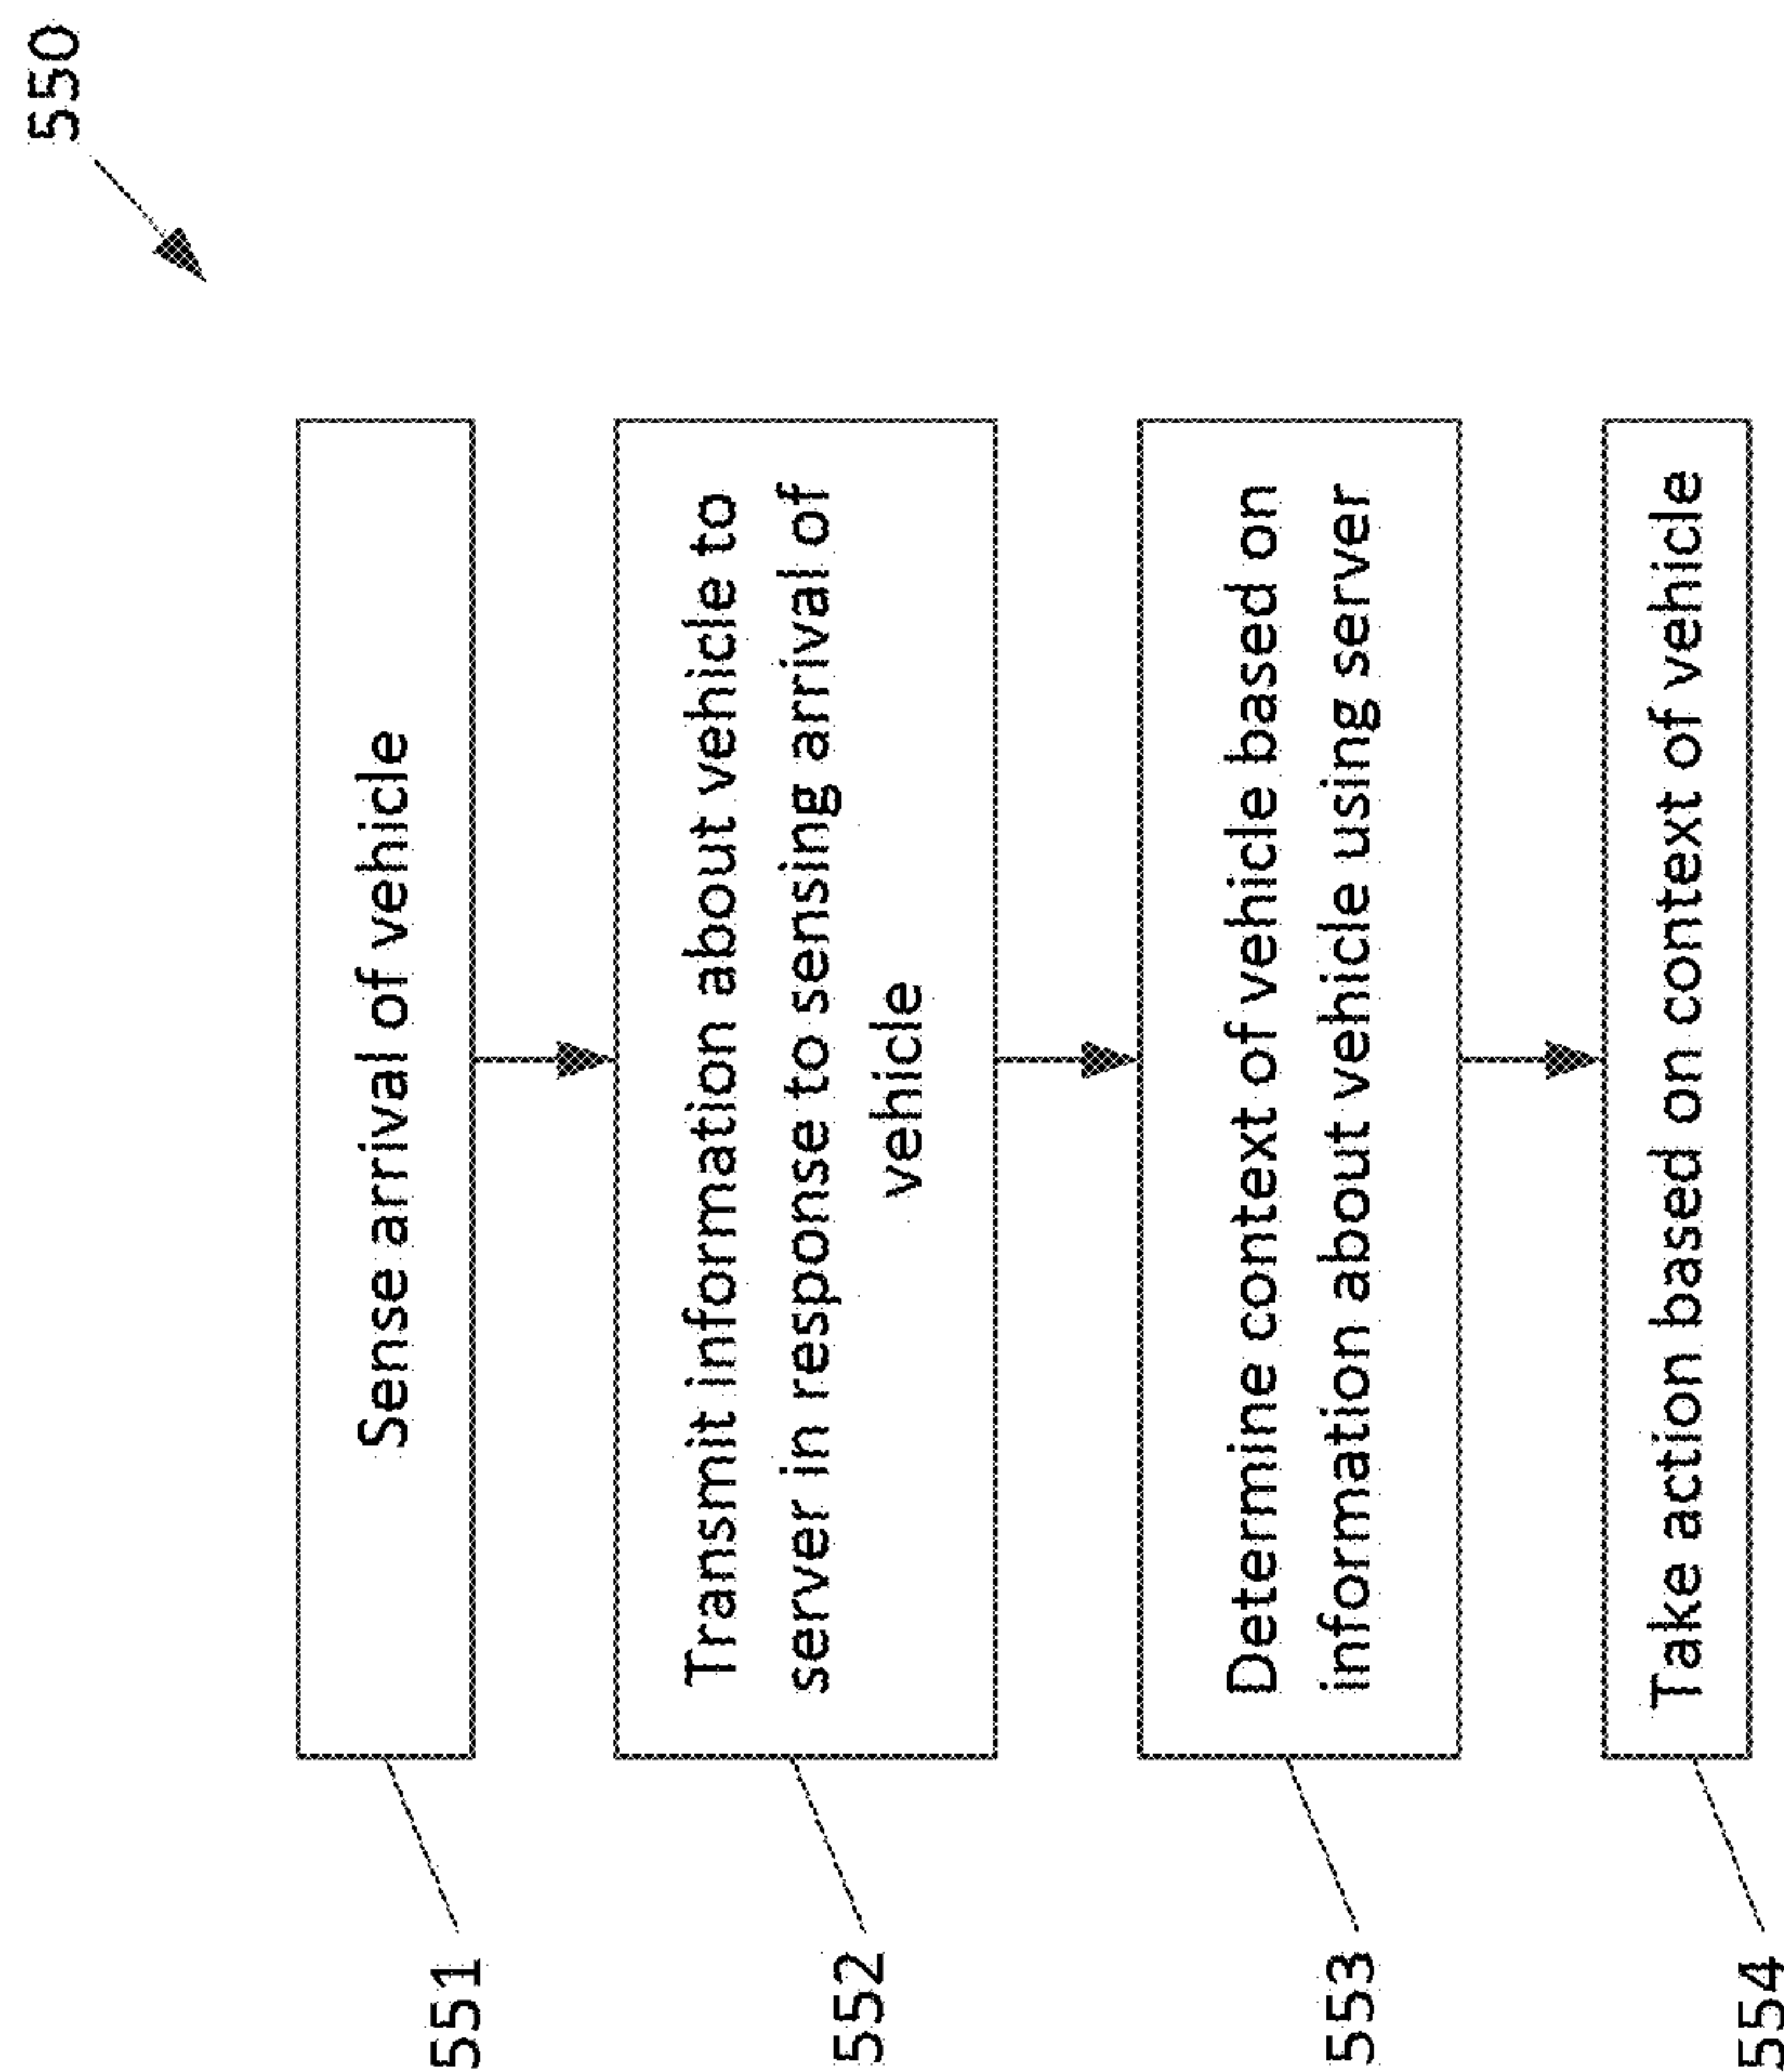 550
551
Sense arrival of vehicle
552
Transmit information about vehicle to
server in response to sensing arrival of
vehicle
553
Determine context of vehicle based on
information about vehicle using server
554
Take action based on context of vehicle